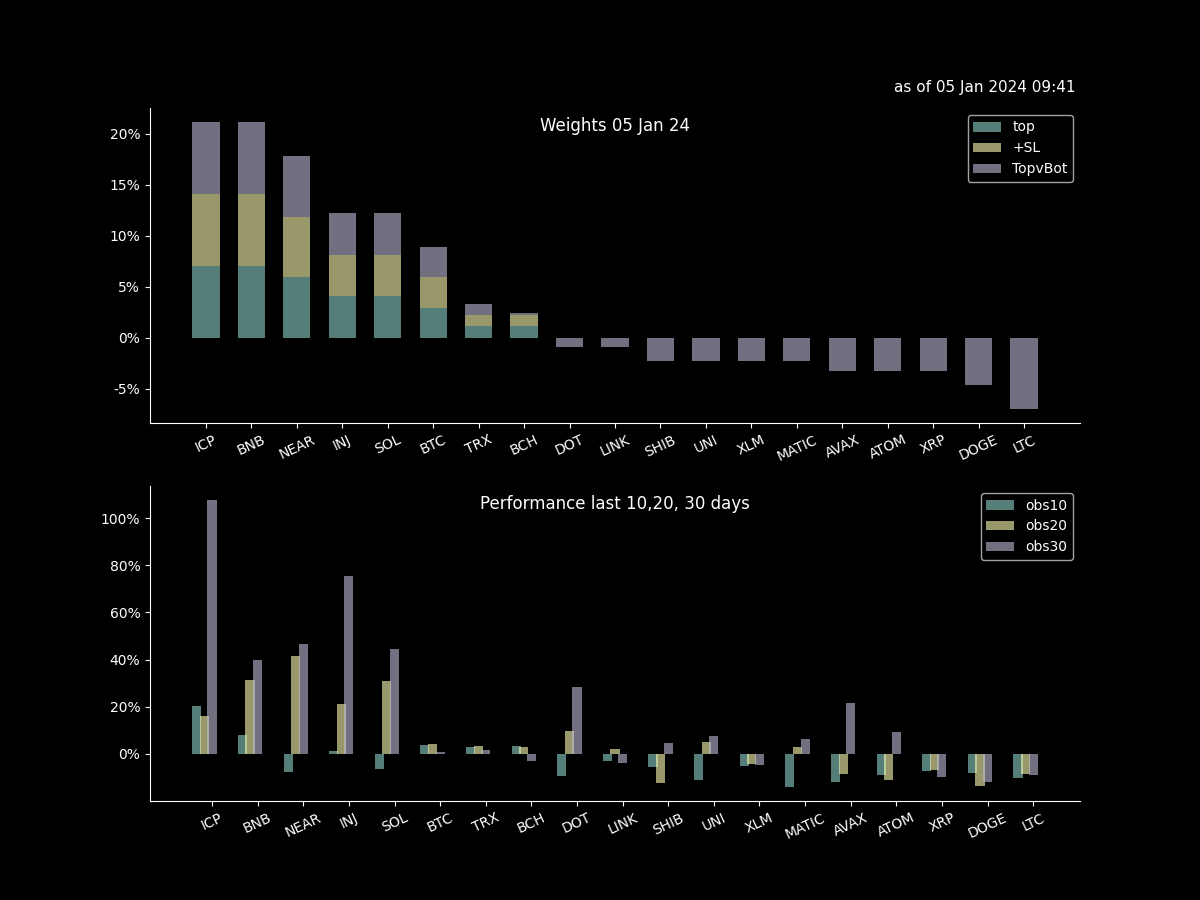 as of 05 Jan 2024 09:41
Weights 05 Jan 24
top
+SL
TopvBot
20%
15%
10%
5%
0%
-5%
ICP BNB NEAR INJ SOL BTC TRX BCH DOT LINK SHIB UNI XLM MATIC AVAX ATOM XRP DOGE LTC
Performance last 10,20, 30 days
obs10
obs20
obs30
100%
80%
60%
40%
20%
0%
ICP BNB NEAR INJ SOL BTC TRX BCH DOT LINK SHIB UNI XLM MATIC AVAX ATOM XRP DOGE LTC